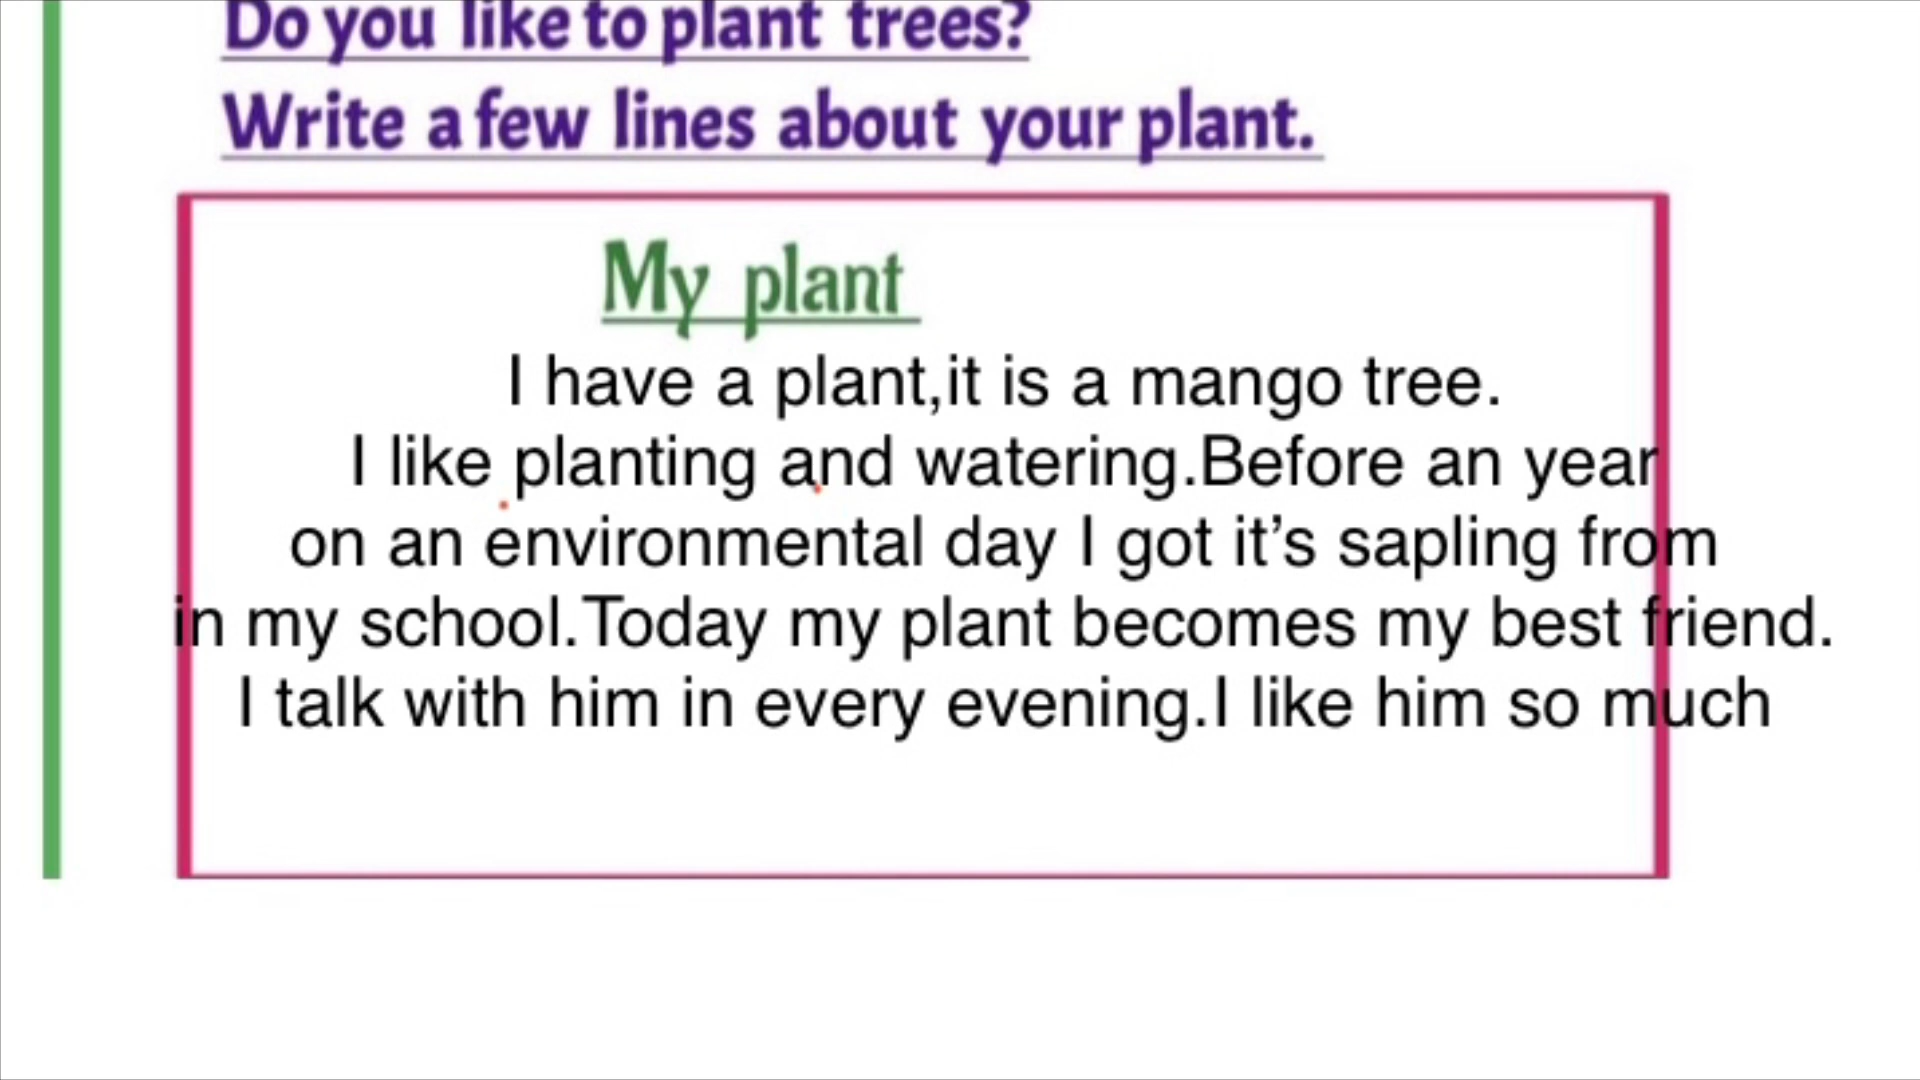 Do you like to plant trees?
Write a few lines about your plant.
My plant
I have a plant,it is a mango tree.
I like planting and watering.Before an year
on an environmental day I got it’s sapling from
in my school.Today my plant becomes my best friend.
I talk with him in every evening.I like him so much